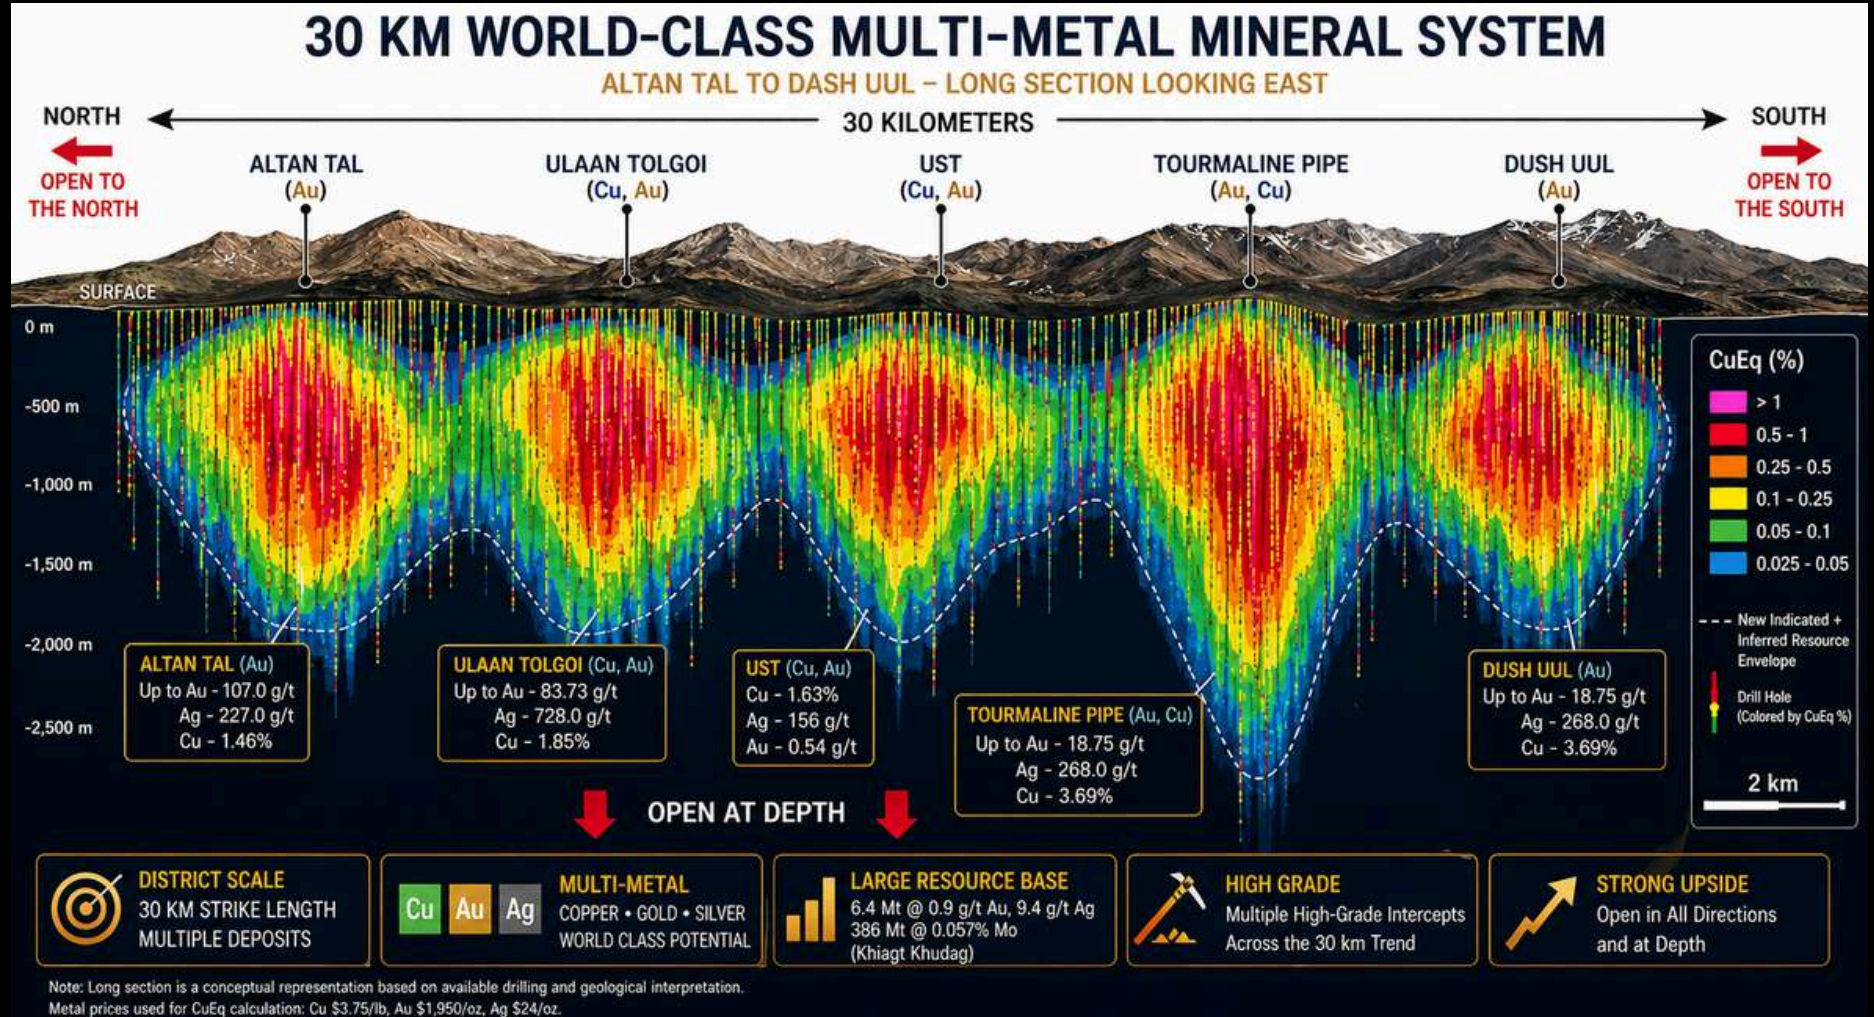 30 KM WORLD-CLASS MULTI-METAL MINERAL SYSTEM
ALTAN TAL TO DASH UUL – LONG SECTION LOOKING EAST
NORTH
30 KILOMETERS
SOUTH
OPEN TO
THE NORTH
ALTAN TAL
(Au)
ULAAN TOLGOI
(Cu, Au)
UST
(Cu, Au)
TOURMALINE PIPE
(Au, Cu)
DUSH UUL
(Au)
OPEN TO
THE SOUTH
SURFACE
0 m
-500 m
-1,000 m
-1,500 m
-2,000 m
-2,500 m
CuEq (%)
> 1
0.5 - 1
0.25 - 0.5
0.1 - 0.25
0.05 - 0.1
0.025 - 0.05
New Indicated +
Inferred Resource
Envelope
Drill Hole
(Colored by CuEq %)
2 km
ALTAN TAL (Au)
Up to Au - 107.0 g/t
Ag - 227.0 g/t
Cu - 1.46%
ULAAN TOLGOI (Cu, Au)
Up to Au - 83.73 g/t
Ag - 728.0 g/t
Cu - 1.85%
UST (Cu, Au)
Cu - 1.63%
Ag - 156 g/t
Au - 0.54 g/t
TOURMALINE PIPE (Au, Cu)
Up to Au - 18.75 g/t
Ag - 268.0 g/t
Cu - 3.69%
DUSH UUL (Au)
Up to Au - 18.75 g/t
Ag - 268.0 g/t
Cu - 3.69%
OPEN AT DEPTH
DISTRICT SCALE
30 KM STRIKE LENGTH
MULTIPLE DEPOSITS
Cu Au Ag
MULTI-METAL
COPPER • GOLD • SILVER
WORLD CLASS POTENTIAL
LARGE RESOURCE BASE
6.4 Mt @ 0.9 g/t Au, 9.4 g/t Ag
386 Mt @ 0.057% Mo
(Khiagt Khudag)
HIGH GRADE
Multiple High-Grade Intercepts
Across the 30 km Trend
STRONG UPSIDE
Open in All Directions
and at Depth
Note: Long section is a conceptual representation based on available drilling and geological interpretation.
Metal prices used for CuEq calculation: Cu $3.75/lb, Au $1,950/oz, Ag $24/oz.